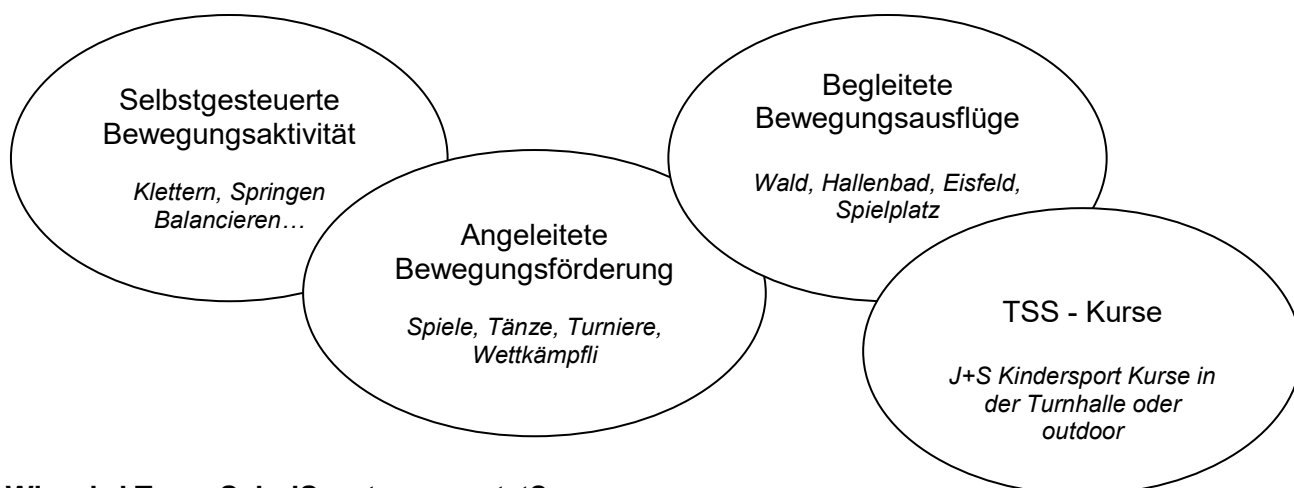 Selbstgesteuerte
Bewegungsaktivität
Klettern, Springen
Balancieren…
Angeleitete
Bewegungsförderung
Spiele, Tänze, Turniere,
Wettkämpfli
Begleitete
Bewegungsausflüge
Wald, Hallenbad, Eisfeld,
Spielplatz
TSS - Kurse
J+S Kindersport Kurse in
der Turnhalle oder
outdoor